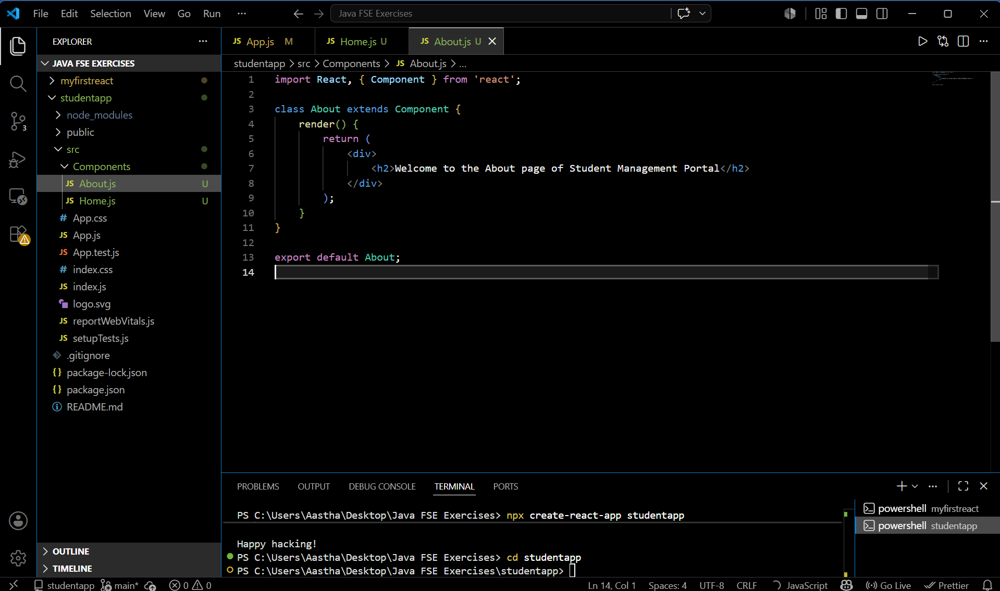 File Edit Selection View Go Run ··· Java FSE Exercises
EXPLORER ···
JAVA FSE EXERCISES
myfirstreact
studentapp
node_modules
public
src
Components
JS About.js U
JS Home.js U
# App.css
JS App.js
JS App.test.js
# index.css
JS index.js
logo.svg
JS reportWebVitals.js
JS setupTests.js
.gitignore
{} package-lock.json
{} package.json
README.md
OUTLINE
TIMELINE
3
JS App.js M JS Home.js U JS About.js U
studentapp > src > Components > JS About.js > ...
1 import React, { Component } from 'react';
2
3 class About extends Component {
4 render() {
5 return (
6 <div>
7 <h2>Welcome to the About page of Student Management Portal</h2>
8 </div>
9 );
10 }
11 }
12
13 export default About;
14
PROBLEMS OUTPUT DEBUG CONSOLE TERMINAL PORTS
PS C:\Users\Aastha\Desktop\Java FSE Exercises> npx create-react-app studentapp
Happy hacking!
PS C:\Users\Aastha\Desktop\Java FSE Exercises> cd studentapp
PS C:\Users\Aastha\Desktop\Java FSE Exercises\studentapp>
powershell myfirstreact
powershell studentapp
studentapp main* 0 0 Ln 14, Col 1 Spaces: 4 UTF-8 CRLF JavaScript Go Live Prettier